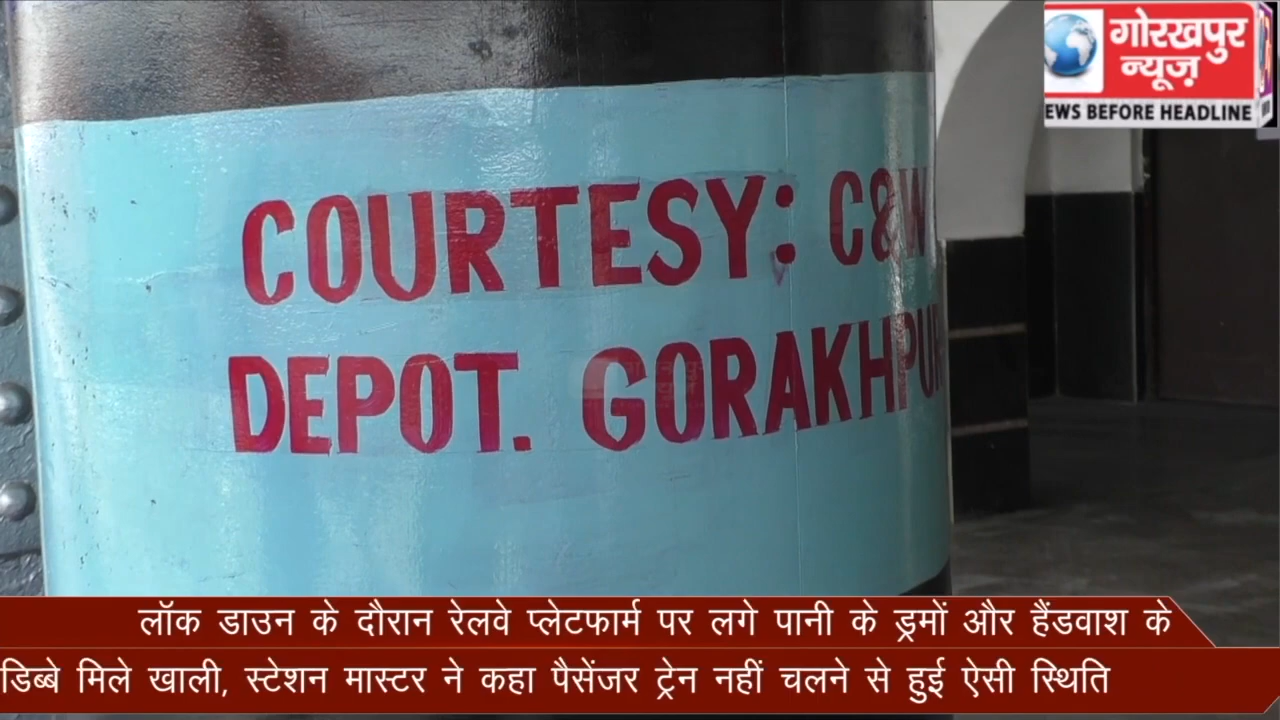 गोरखपुर
न्यूज़
EWS BEFORE HEADLINE
COURTESY: C&W
DEPOT. GORAKHPUR
लॉक डाउन के दौरान रेलवे प्लेटफार्म पर लगे पानी के ड्रमों और हैंडवाश के
डिब्बे मिले खाली, स्टेशन मास्टर ने कहा पैसेंजर ट्रेन नहीं चलने से हुई ऐसी स्थिति